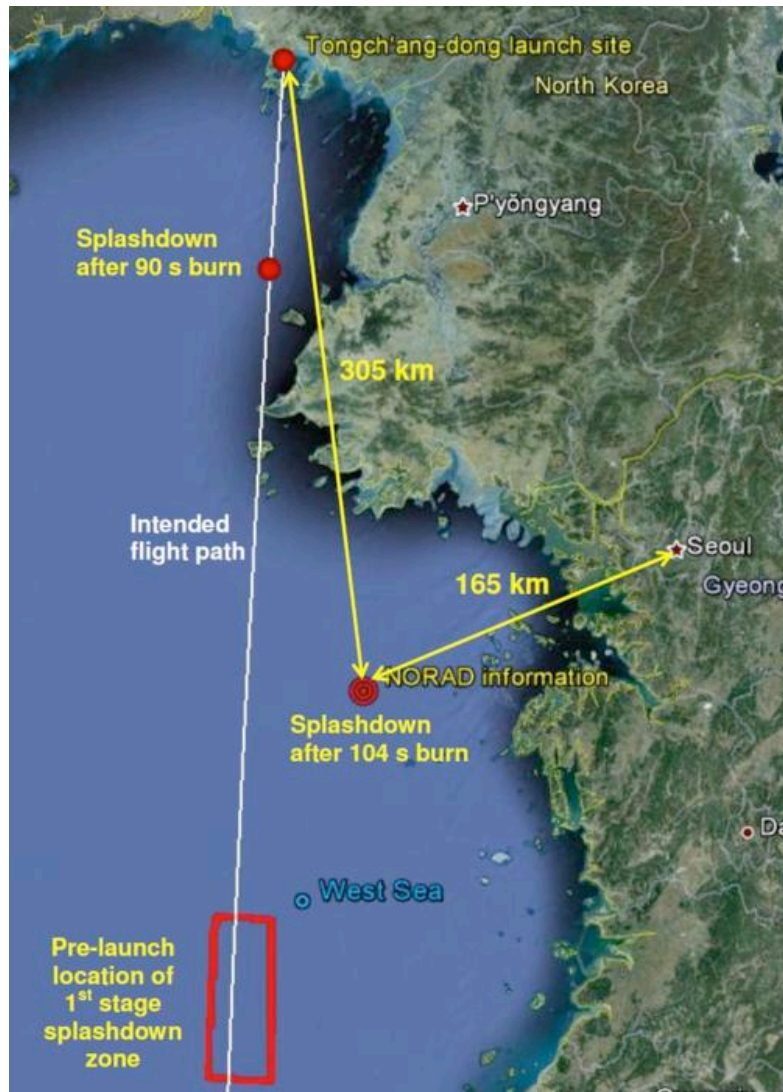 Tongch'ang-dong launch site
North Korea
P'yŏngyang
Splashdown
after 90 s burn
305 km
Intended
flight path
Seoul
165 km
Gyeong
NORAD information
Splashdown
after 104 s burn
Da
West Sea
Pre-launch
location of
1st stage
splashdown
zone